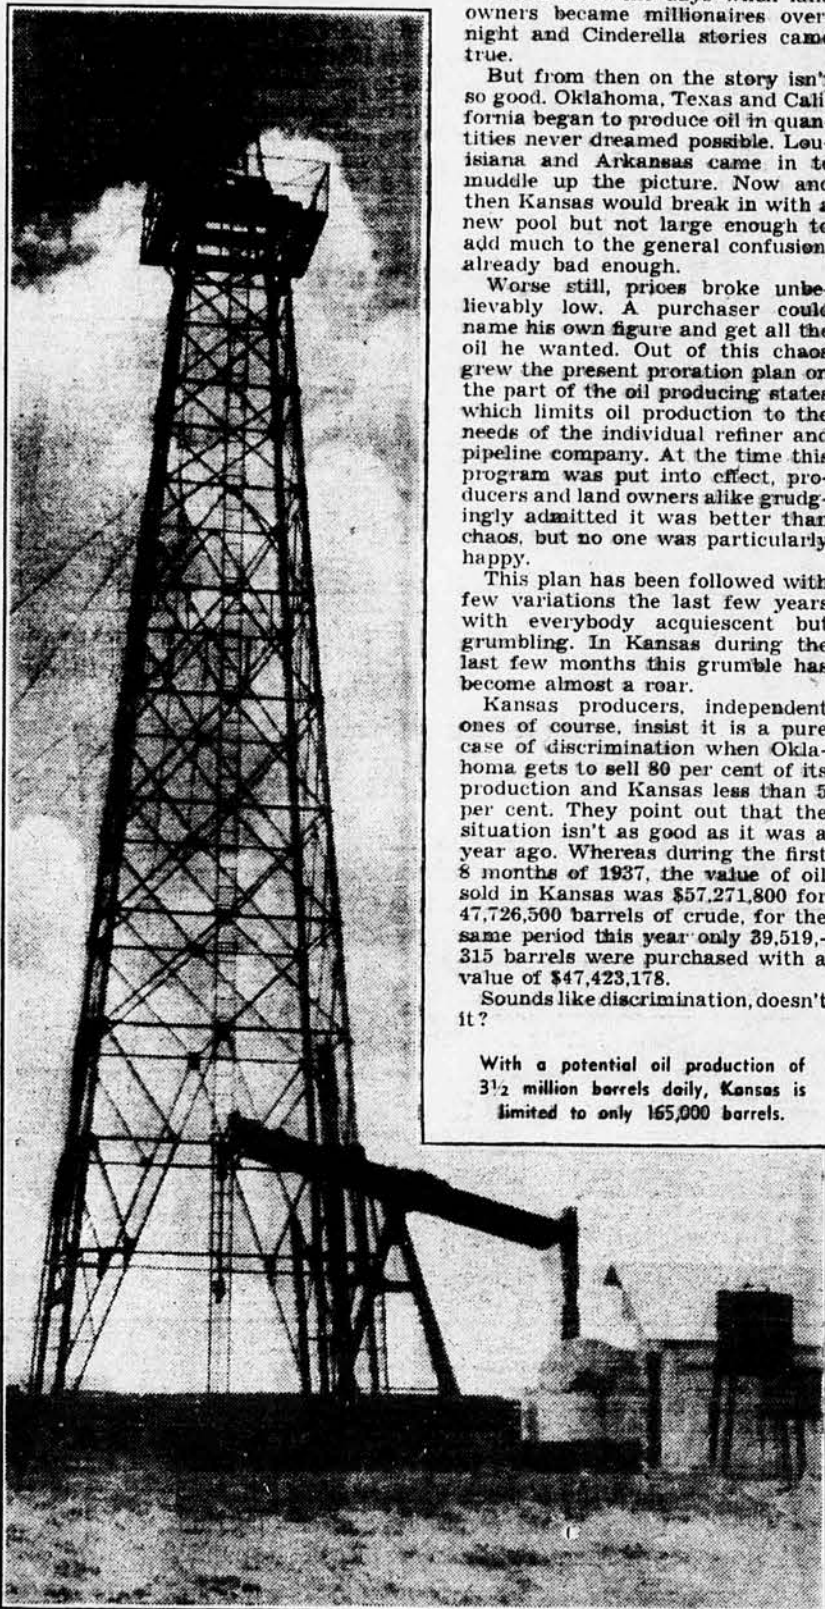 owners became millionaires over
night and Cinderella stories came
true.
But from then on the story isn't
so good. Oklahoma, Texas and Cali
fornia began to produce oil in quan
tities never dreamed possible. Lou-
isiana and Arkansas came in to
muddle up the picture. Now and
then Kansas would break in with a
new pool but not large enough to
add much to the general confusion
already bad enough.
Worse still, prices broke unbe-
lievably low. A purchaser could
name his own figure and get all the
oil he wanted. Out of this chaos
grew the present proration plan on
the part of the oil producing states
which limits oil production to the
needs of the individual refiner and
pipeline company. At the time this
program was put into effect, pro-
ducers and land owners alike grudg-
ingly admitted it was better than
chaos, but no one was particularly
happy.
This plan has been followed with
few variations the last few years
with everybody acquiescent but
grumbling. In Kansas during the
last few months this grumble has
become almost a roar.
Kansas producers, independent
ones of course, insist it is a pure
case of discrimination when Okla-
homa gets to sell 80 per cent of its
production and Kansas less than 5
per cent. They point out that the
situation isn't as good as it was a
year ago. Whereas during the first
8 months of 1937, the value of oil
sold in Kansas was $57,271,800 for
47,726,500 barrels of crude, for the
same period this year only 39,519,-
315 barrels were purchased with a
value of $47,423,178.
Sounds like discrimination, doesn't
it?
With a potential oil production of
3½ million barrels daily, Kansas is
limited to only 165,000 barrels.